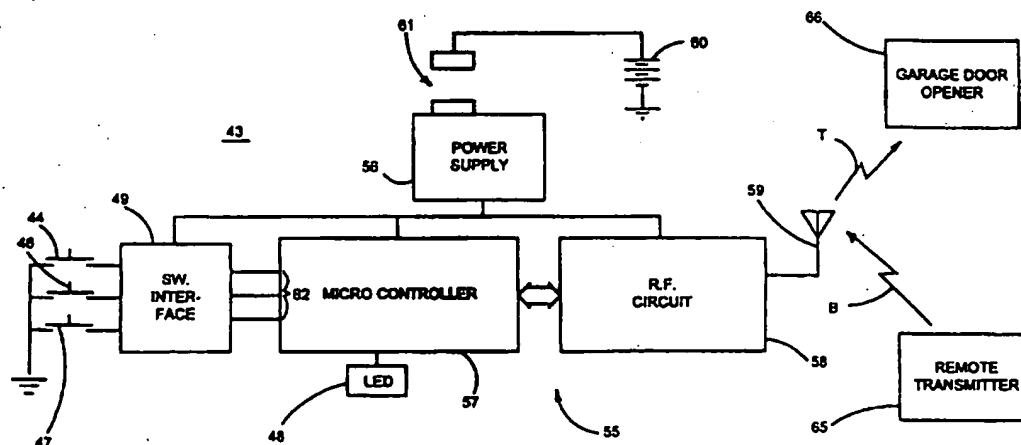 61
60
66
GARAGE DOOR
OPENER
43
POWER
SUPPLY
56
T
49
59
44
46
SW.
INTER-
FACE
62
MICRO CONTROLLER
R.F.
CIRCUIT
B
58
LED
57
REMOTE
TRANSMITTER
47
48
55
65